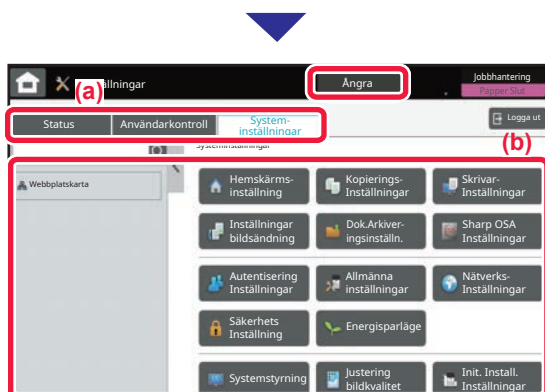 (a)
llningar
Ångra
Jobbhantering
Papper Slut
Status
Användarkontroll
System-
inställningar
Logga ut
(b)
Systeminställningar
Webbplatskarta
Hemskärms-
inställning
Kopierings-
Inställningar
Skrivar-
Inställningar
Inställningar
bildsändning
Dok.Arkiver-
ingsinställn.
Sharp OSA
Inställningar
Autentisering
Inställningar
Allmänna
inställningar
Nätverks-
Inställningar
Säkerhets
Inställning
Energisparläge
Systemstyrning
Justering
bildkvalitet
Init. Install.
Inställningar